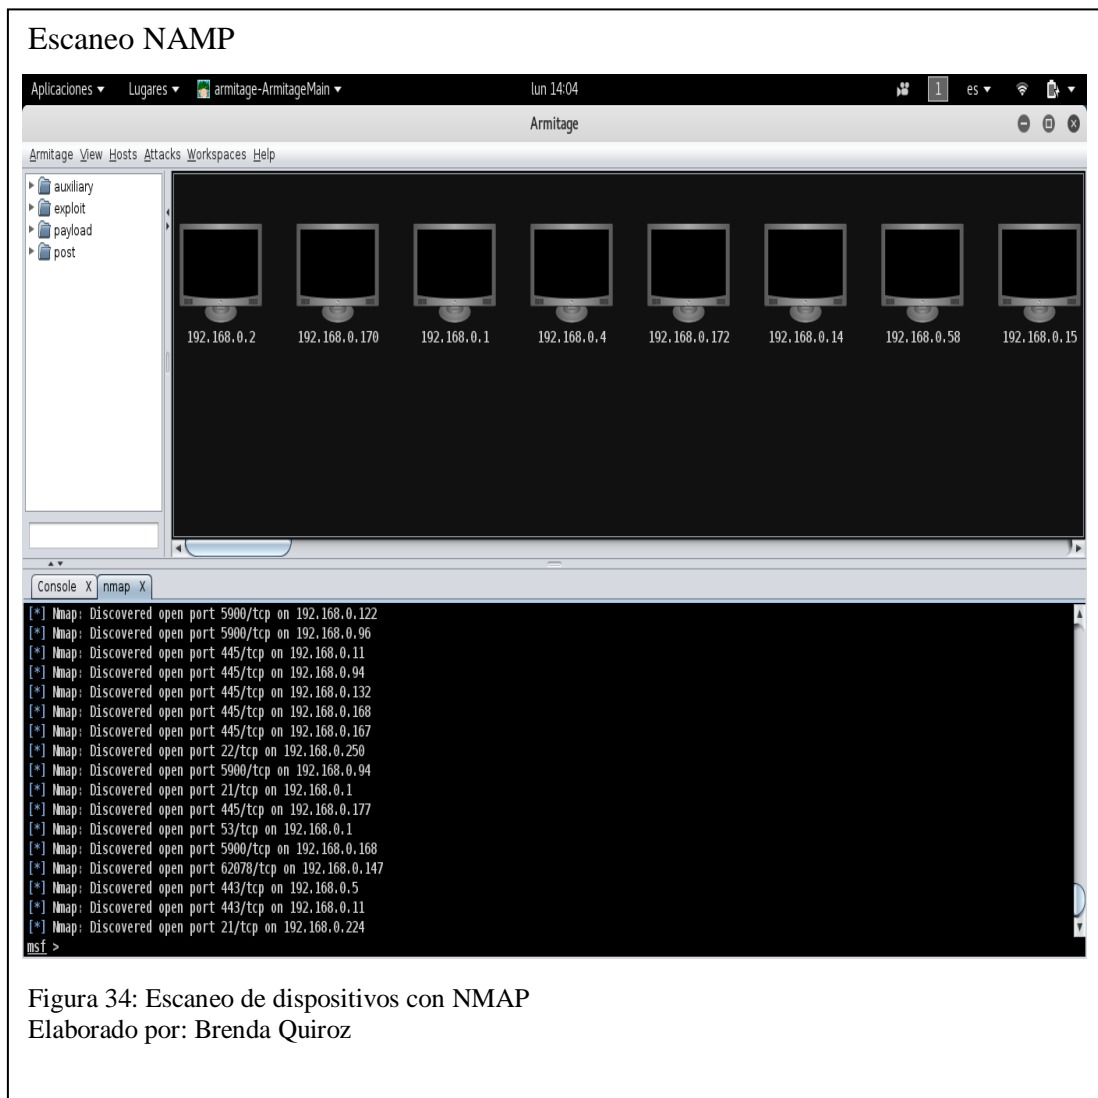 Escaneo NAMP
Aplicaciones Lugares armitage-ArmitageMain lun 14:04 1 es
Armitage
Armitage View Hosts Attacks Workspaces Help
auxiliary
exploit
payload
post
192.168.0.2 192.168.0.170 192.168.0.1 192.168.0.4 192.168.0.172 192.168.0.14 192.168.0.58 192.168.0.15
Console X nmap X
[*] Nmap: Discovered open port 5900/tcp on 192.168.0.122
[*] Nmap: Discovered open port 5900/tcp on 192.168.0.96
[*] Nmap: Discovered open port 445/tcp on 192.168.0.11
[*] Nmap: Discovered open port 445/tcp on 192.168.0.94
[*] Nmap: Discovered open port 445/tcp on 192.168.0.132
[*] Nmap: Discovered open port 445/tcp on 192.168.0.168
[*] Nmap: Discovered open port 445/tcp on 192.168.0.167
[*] Nmap: Discovered open port 22/tcp on 192.168.0.250
[*] Nmap: Discovered open port 5900/tcp on 192.168.0.94
[*] Nmap: Discovered open port 21/tcp on 192.168.0.1
[*] Nmap: Discovered open port 445/tcp on 192.168.0.177
[*] Nmap: Discovered open port 53/tcp on 192.168.0.1
[*] Nmap: Discovered open port 5900/tcp on 192.168.0.168
[*] Nmap: Discovered open port 62078/tcp on 192.168.0.147
[*] Nmap: Discovered open port 443/tcp on 192.168.0.5
[*] Nmap: Discovered open port 443/tcp on 192.168.0.11
[*] Nmap: Discovered open port 21/tcp on 192.168.0.224
msf >
Figura 34: Escaneo de dispositivos con NMAP
Elaborado por: Brenda Quiroz